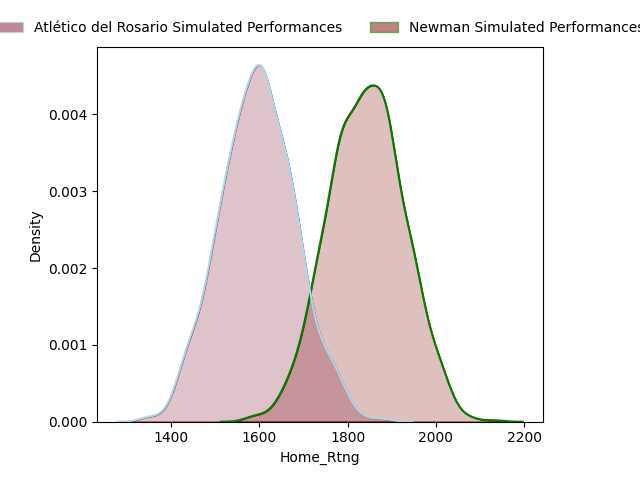 Atlético del Rosario Simulated Performances Newman Simulated Performances
0.004
0.003
0.002
0.001
0.000
Density
1400 1600 1800 2000 2200
Home_Rtng